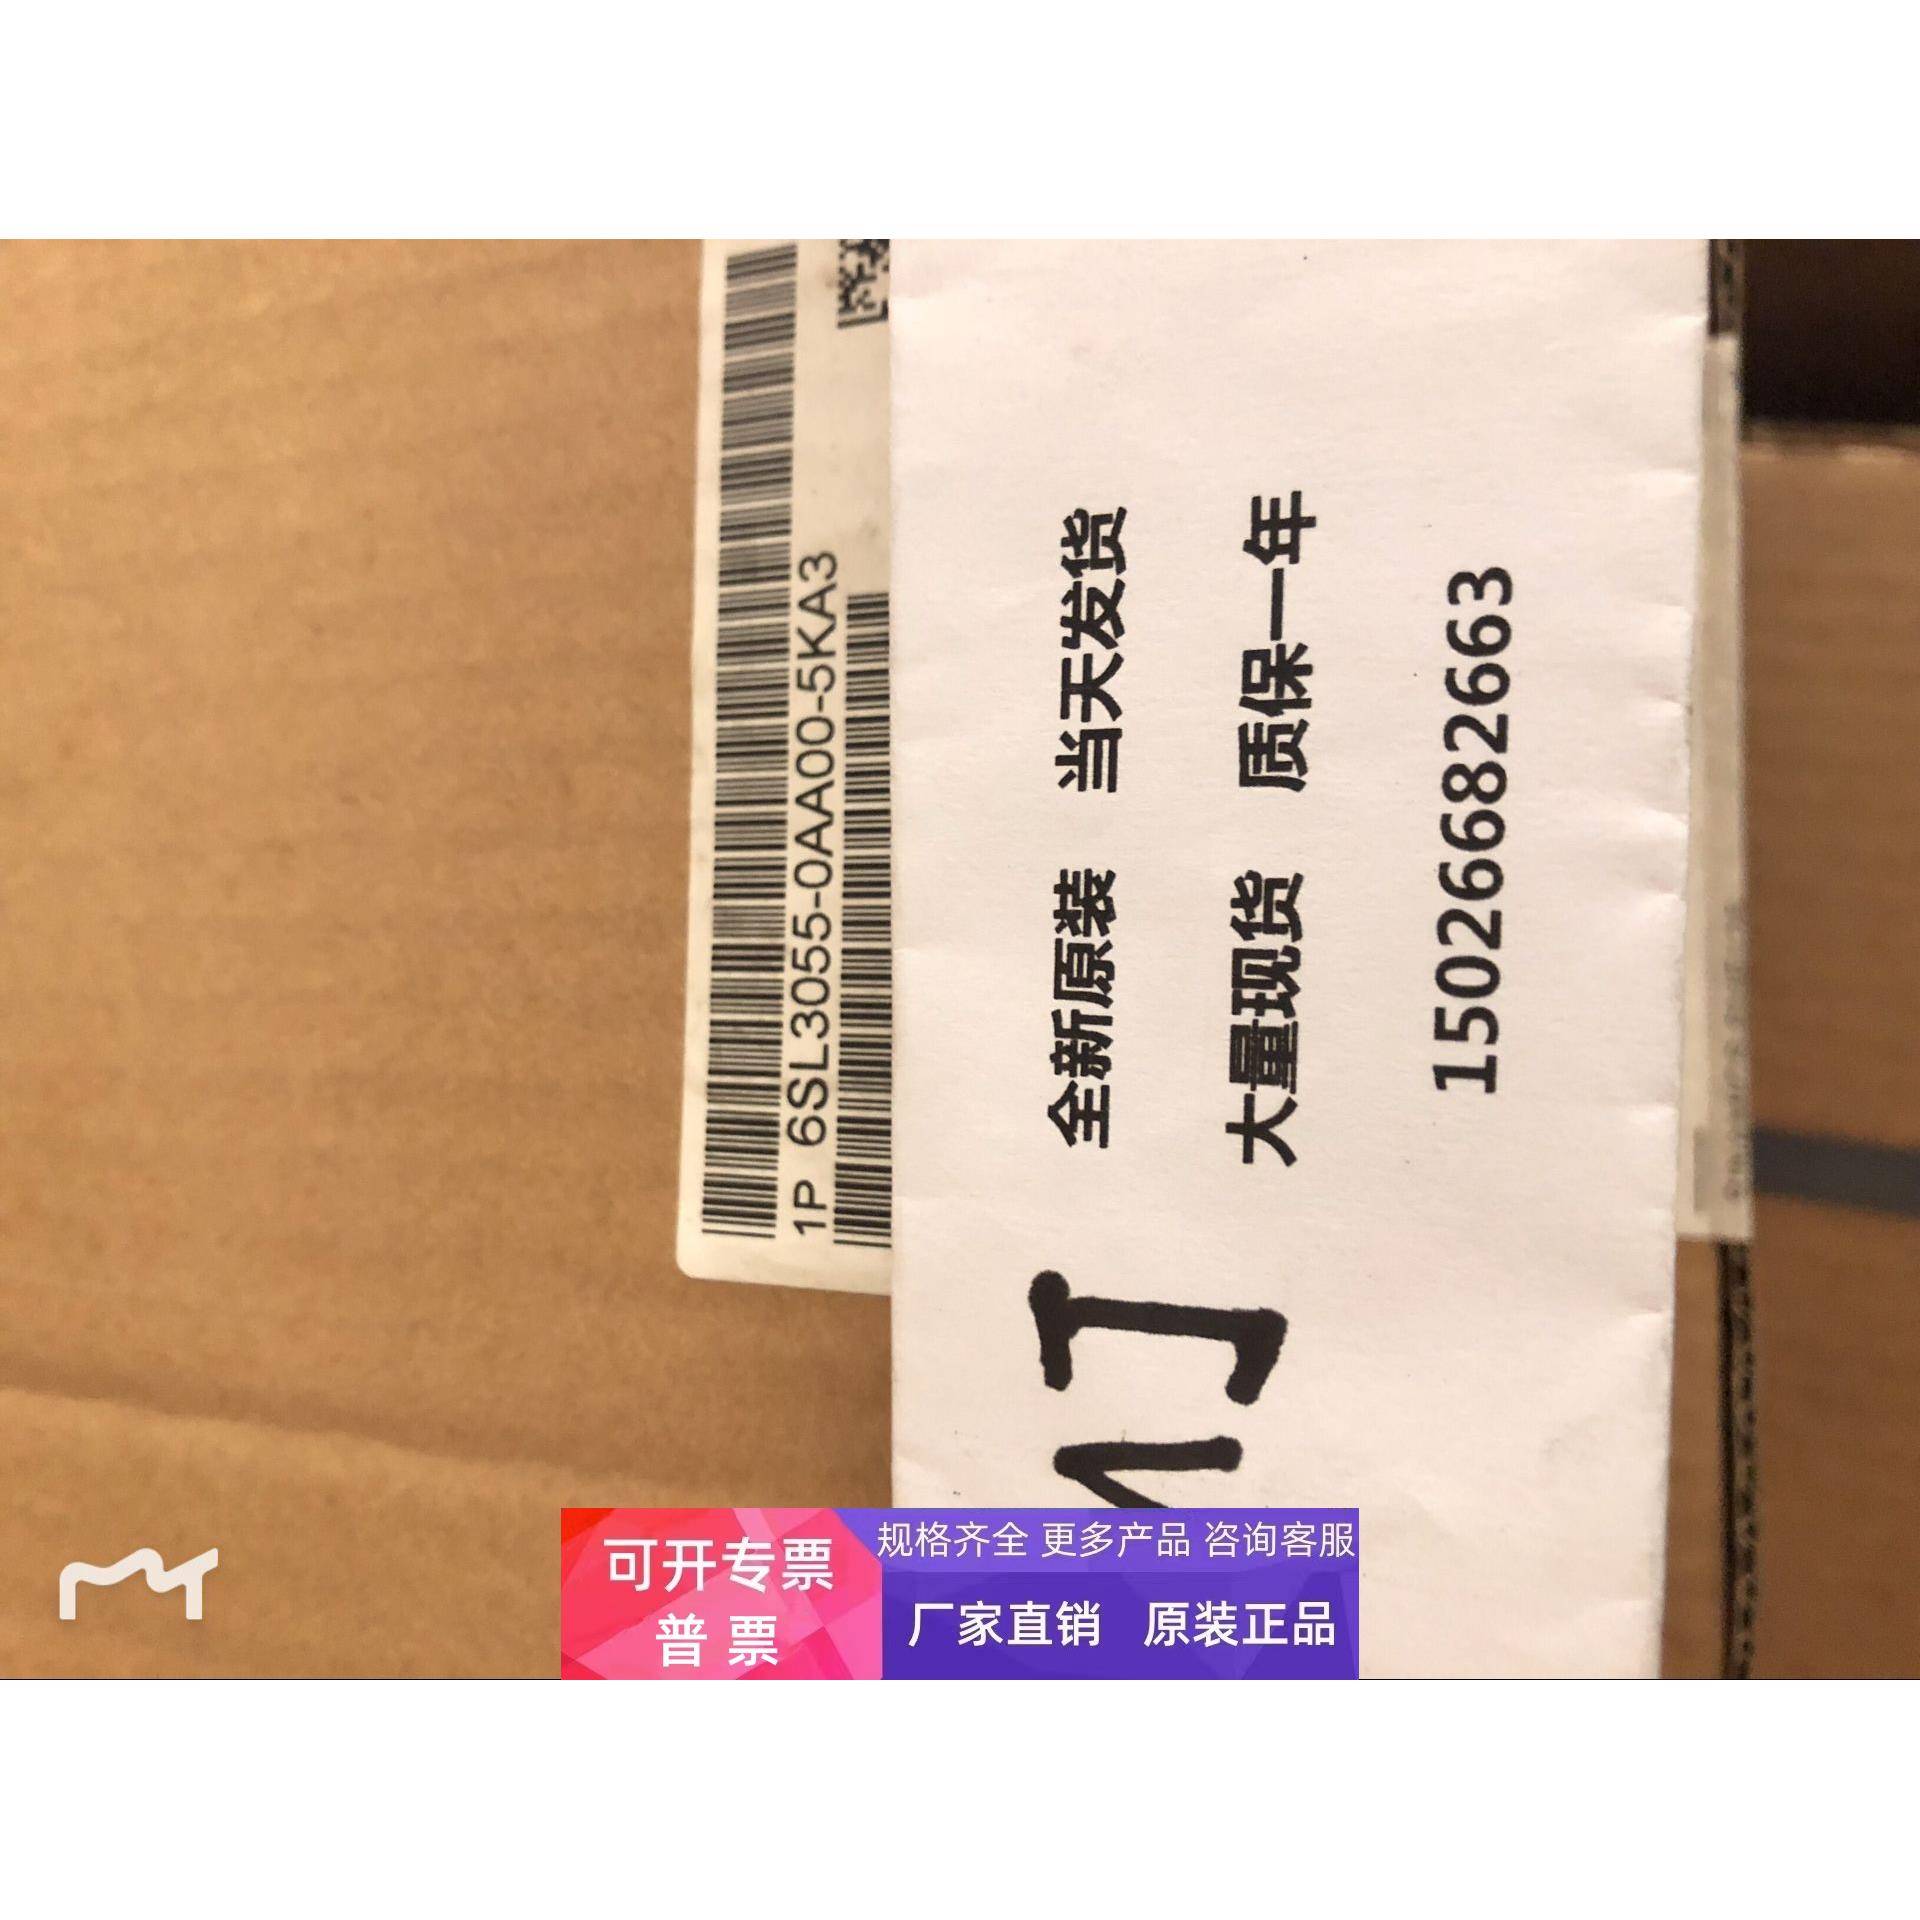 1P 6SL3055-0AA00-5KA3
全新原装 当天发货
大量现货 质保一年
15026682663
可开专票
普票
规格齐全 更多产品 咨询客服
厂家直销 原装正品